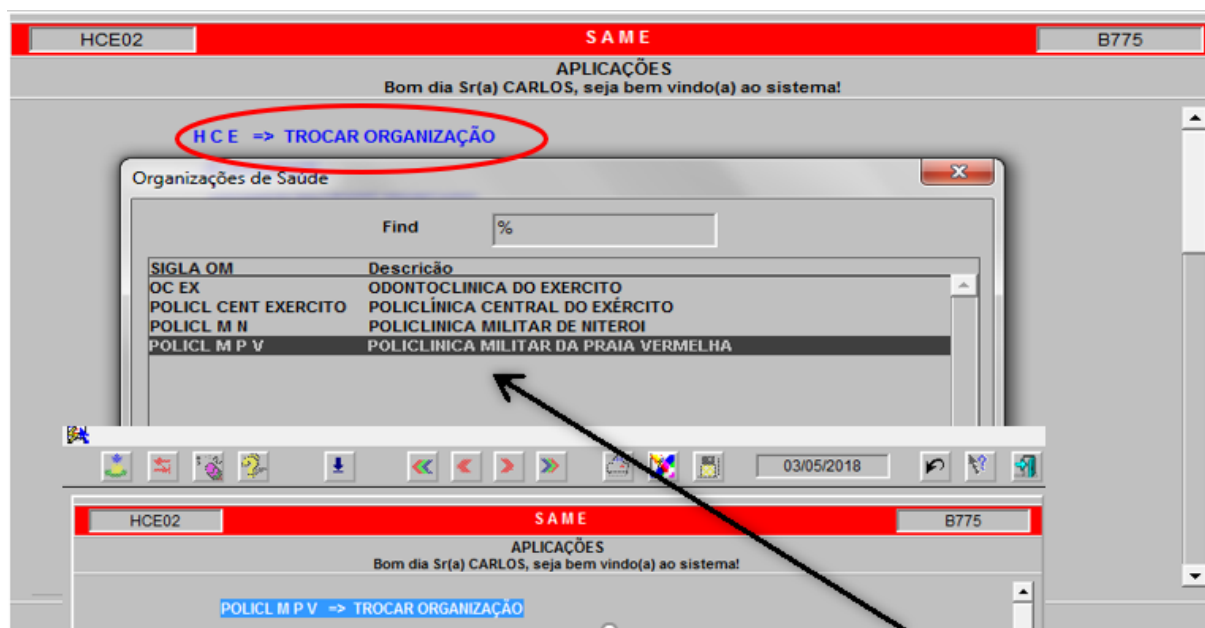 HCE02 SAME B775
APLICAÇÕES
Bom dia Sr(a) CARLOS, seja bem vindo(a) ao sistema!
H C E => TROCAR ORGANIZAÇÃO
Organizações de Saúde
Find %
SIGLA OM Descricão
OC EX ODONTOCLINICA DO EXERCITO
POLICL CENT EXERCITO POLICLÍNICA CENTRAL DO EXÉRCITO
POLICL M N POLICLINICA MILITAR DE NITEROI
POLICL M P V POLICLINICA MILITAR DA PRAIA VERMELHA
03/05/2018
HCE02 SAME B775
APLICAÇÕES
Bom dia Sr(a) CARLOS, seja bem vindo(a) ao sistema!
POLICL M P V => TROCAR ORGANIZAÇÃO